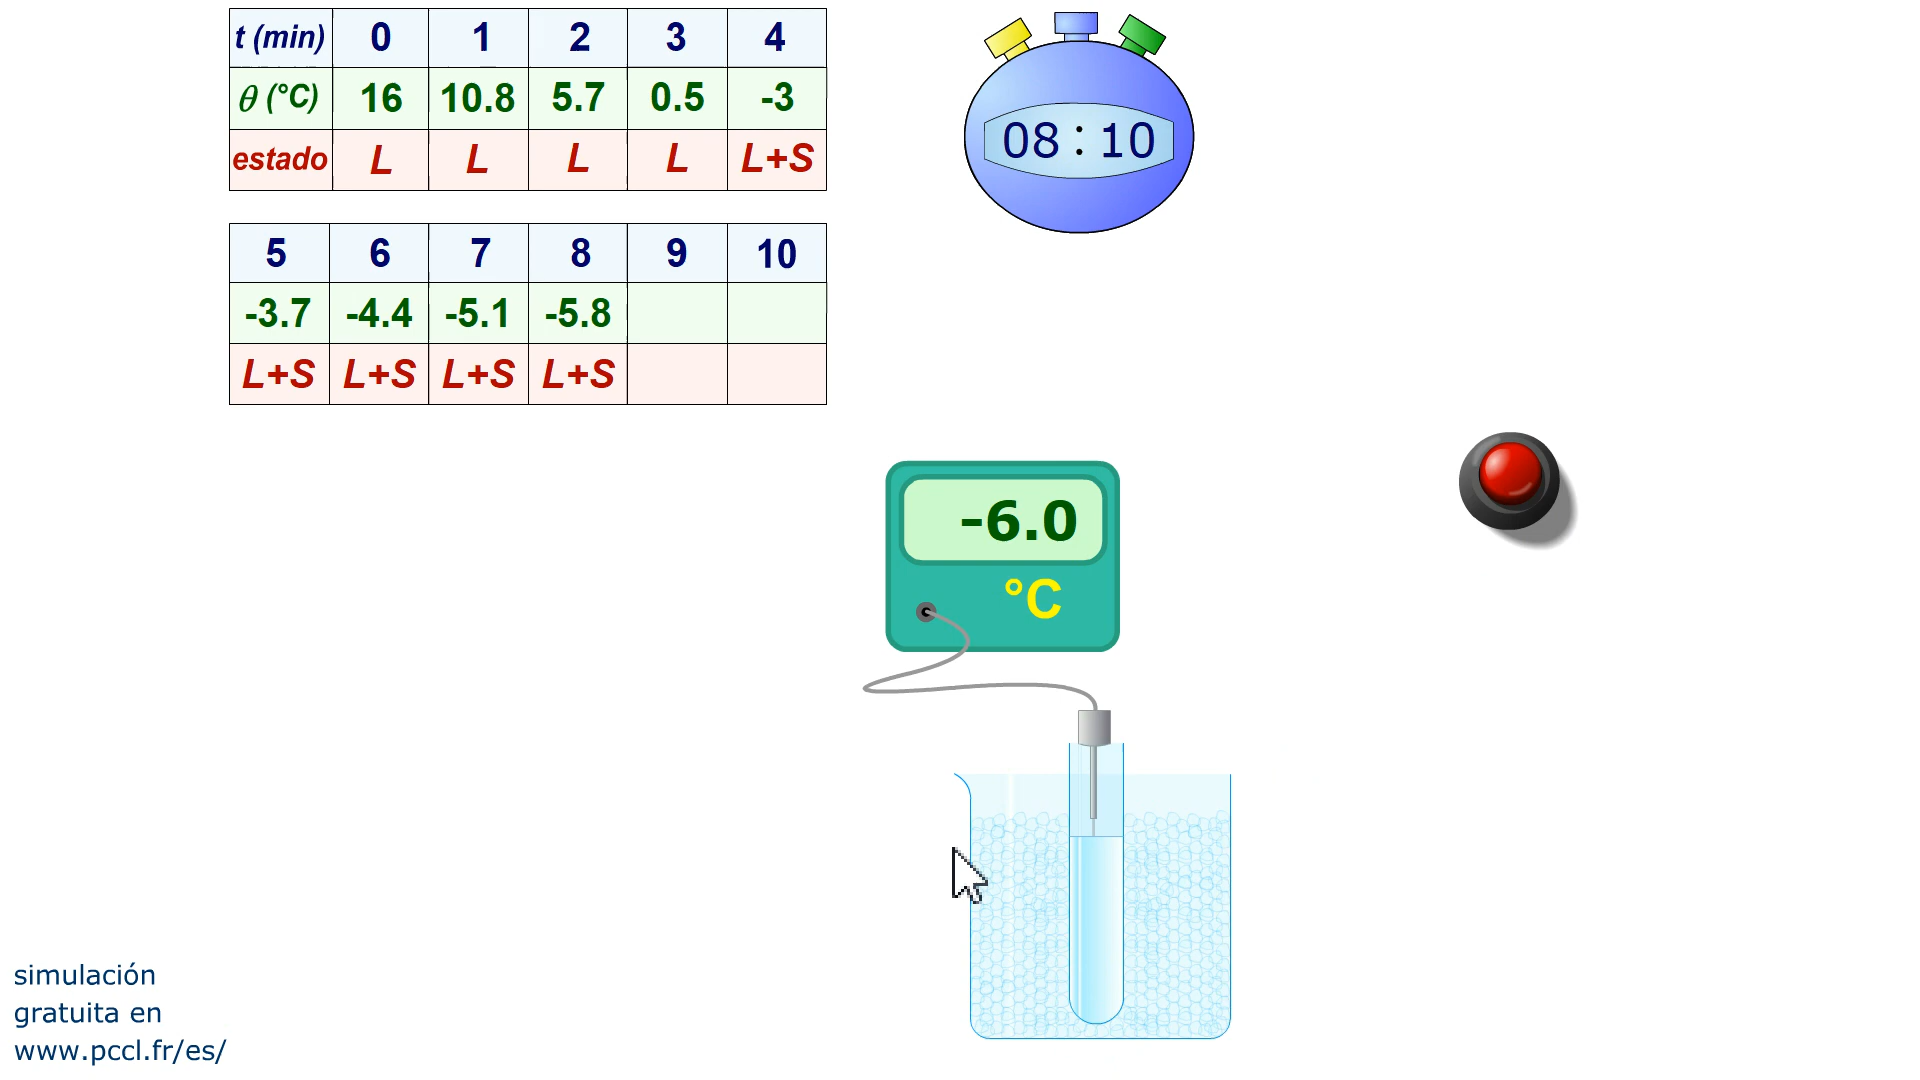 t (min) 0 1 2 3 4
θ (°C) 16 10.8 5.7 0.5 -3
estado L L L L L+S
5 6 7 8 9 10
-3.7 -4.4 -5.1 -5.8
L+S L+S L+S L+S
08:10
-6.0
°C
simulación
gratuita en
www.pccl.fr/es/